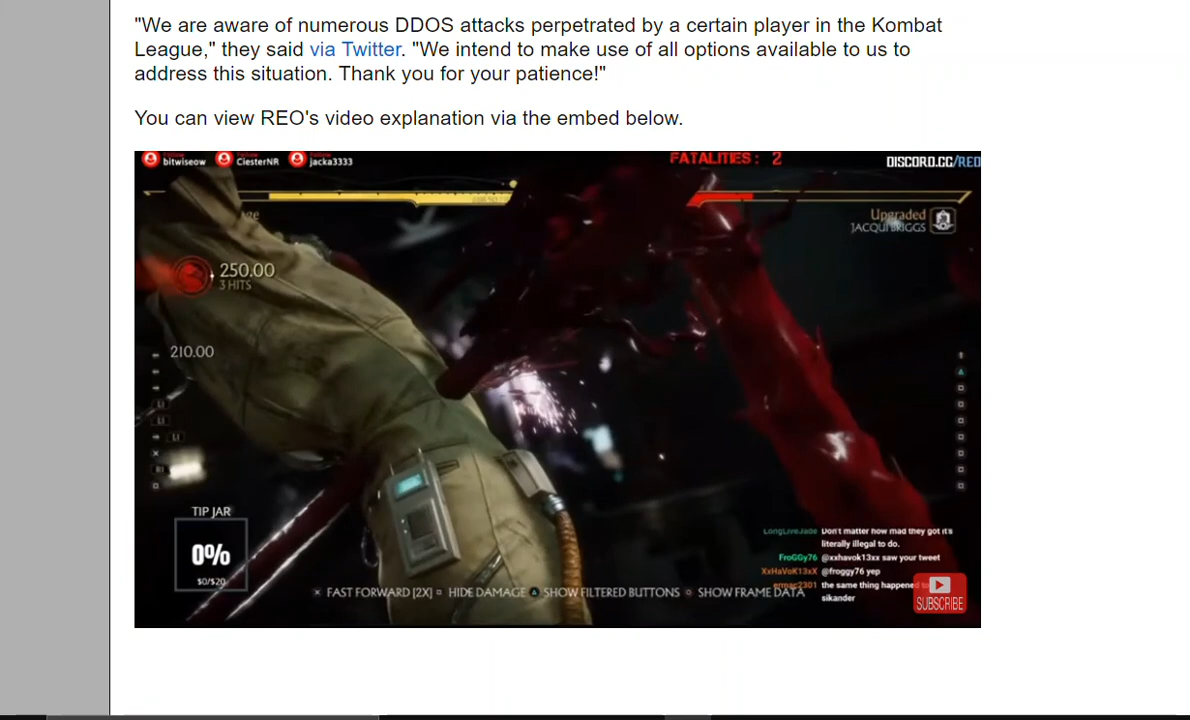 "We are aware of numerous DDOS attacks perpetrated by a certain player in the Kombat
League," they said via Twitter. "We intend to make use of all options available to us to
address this situation. Thank you for your patience!"
You can view REO's video explanation via the embed below.
bitwiseow CiesterNR jacka3333
FATALITIES: 2
DISCORD.GG/REO
Upgraded
JACQUI BRIGGS
250.00
3 HITS
210.00
TIP JAR
0%
$0/$20
LongLiveJade Don't matter how mad they got it's
literally illegal to do.
FroGGy76 @xxhavok13xx saw your tweet
XxHaVoK13xX @froggy76 yep
ermac2301 the same thing happened to
sikander
FAST FORWARD [2X] HIDE DAMAGE SHOW FILTERED BUTTONS SHOW FRAME DATA
SUBSCRIBE